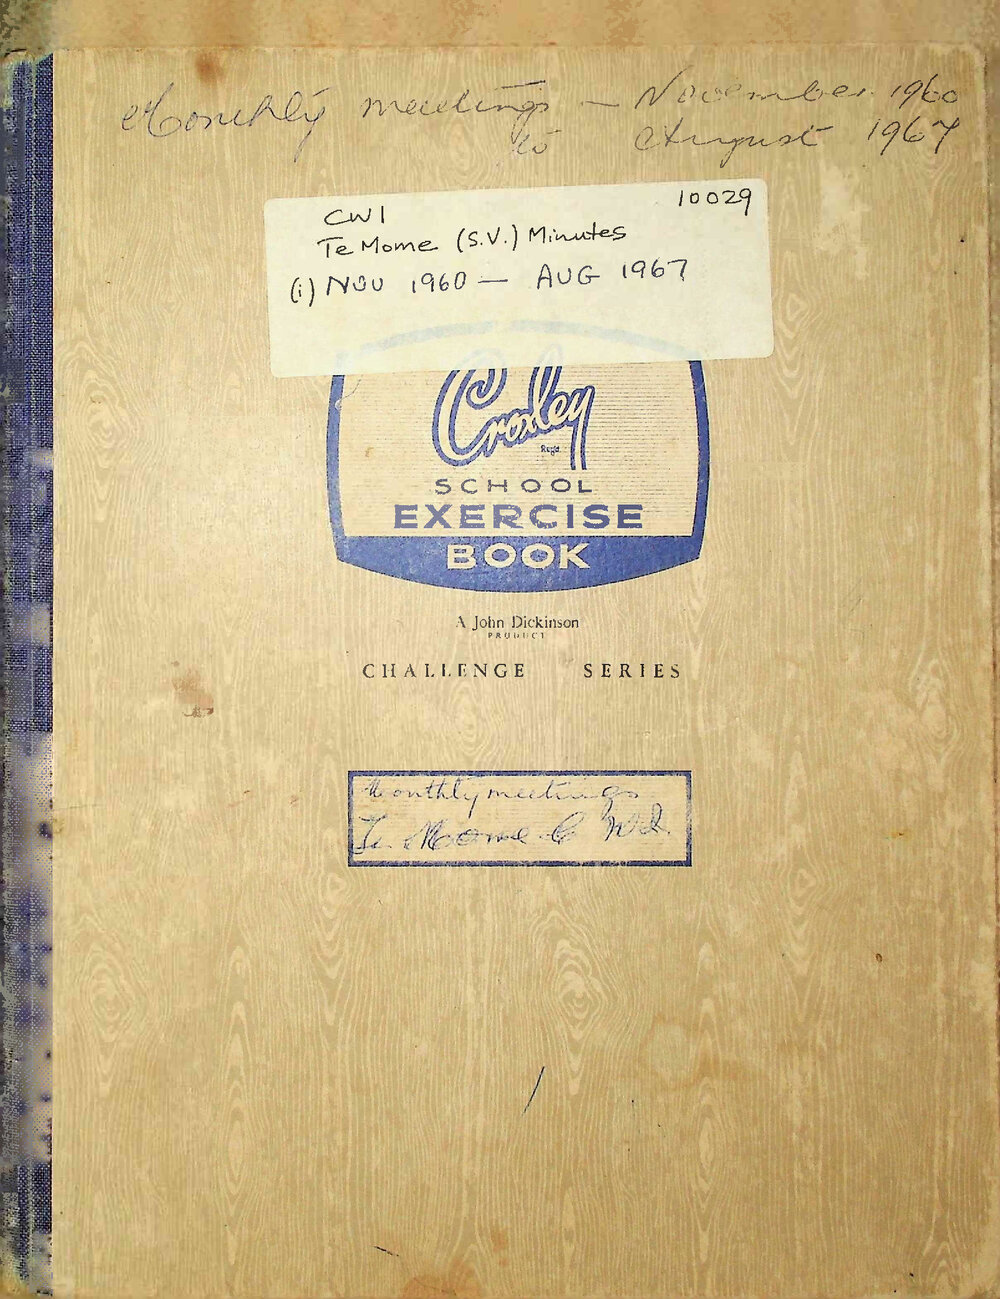 Monthly meetings — November 1960
to August 1967
10029
CWI
Te Mome (S.V.) Minutes
(i) NOV 1960 — AUG 1967
Croxley
Regd
SCHOOL
EXERCISE
BOOK
A John Dickinson
PRODUCT
CHALLENGE SERIES
Monthly meetings
Te Mome C W.I.